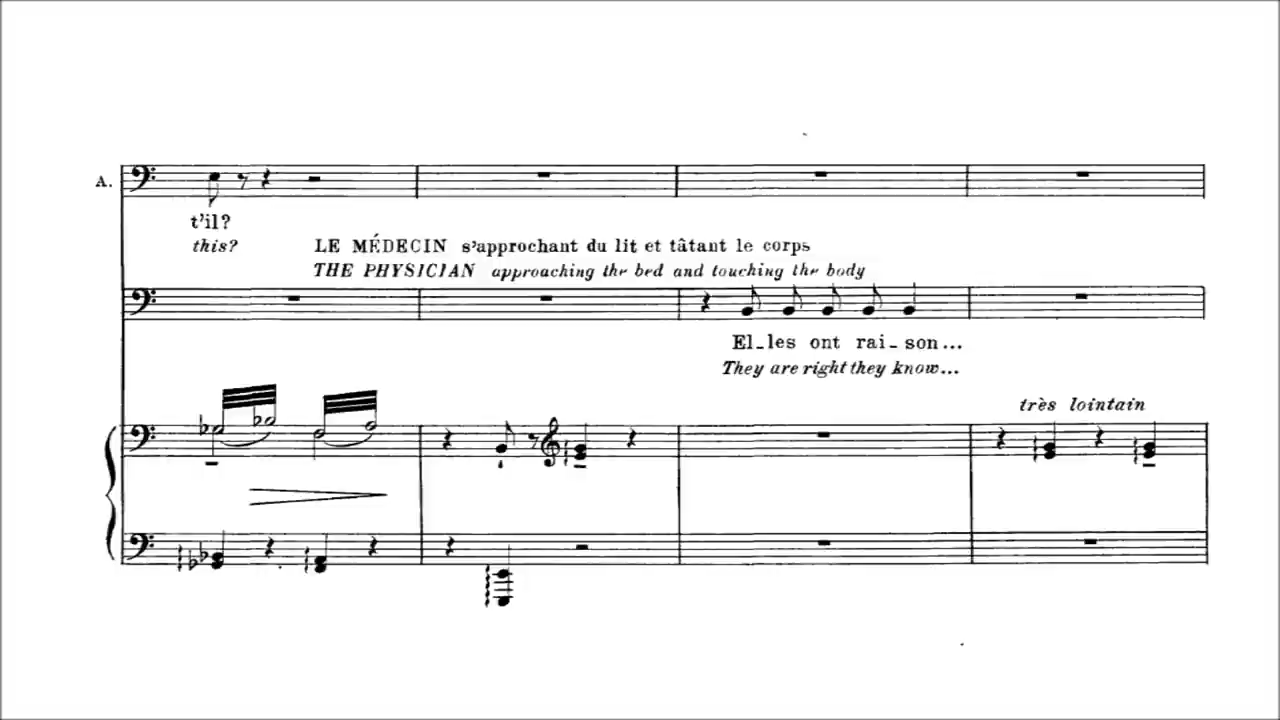 A.
t'il?
this?
LE MÉDECIN s'approchant du lit et tâtant le corps
THE PHYSICIAN approaching the bed and touching the body
El_les ont rai_son...
They are right they know...
très lointain